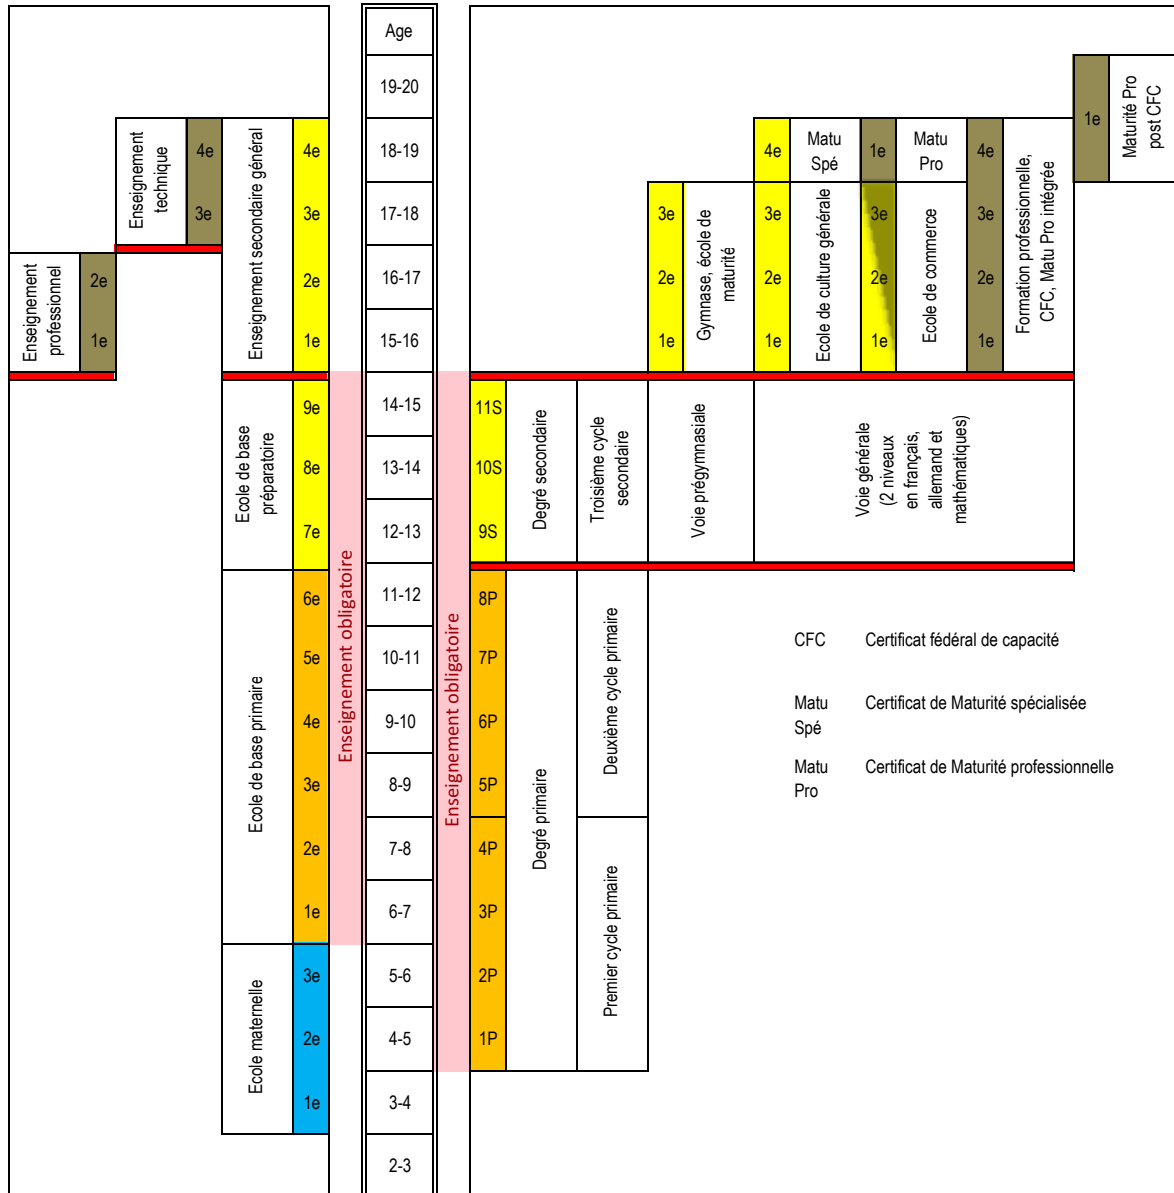 Age
19-20
18-19
17-18
16-17
15-16
14-15
13-14
12-13
11-12
10-11
9-10
8-9
7-8
6-7
5-6
4-5
3-4
2-3
Enseignement
professionnel
2e
1e
Enseignement
technique
4e
3e
Enseignement secondaire général
4e
3e
2e
1e
Ecole de base
préparatoire
9e
8e
7e
Ecole de base primaire
6e
5e
4e
3e
2e
1e
Ecole maternelle
3e
2e
1e
Enseignement obligatoire
Enseignement obligatoire
11S
10S
9S
8P
7P
6P
5P
4P
3P
2P
1P
Degré secondaire
Degré primaire
Troisième cycle
secondaire
Deuxième cycle primaire
Premier cycle primaire
Voie prégymnasiale
Voie générale
(2 niveaux
en français,
allemand et
mathématiques)
3e
2e
1e
Gymnase, école de
maturité
4e
3e
2e
1e
Matu
Spé
Ecole de culture générale
1e
3e
2e
1e
Matu
Pro
Ecole de commerce
4e
3e
2e
1e
Formation professionnelle,
CFC, Matu Pro intégrée
1e
Maturité Pro
post CFC
CFC Certificat fédéral de capacité
Matu Certificat de Maturité spécialisée
Spé
Matu Certificat de Maturité professionnelle
Pro